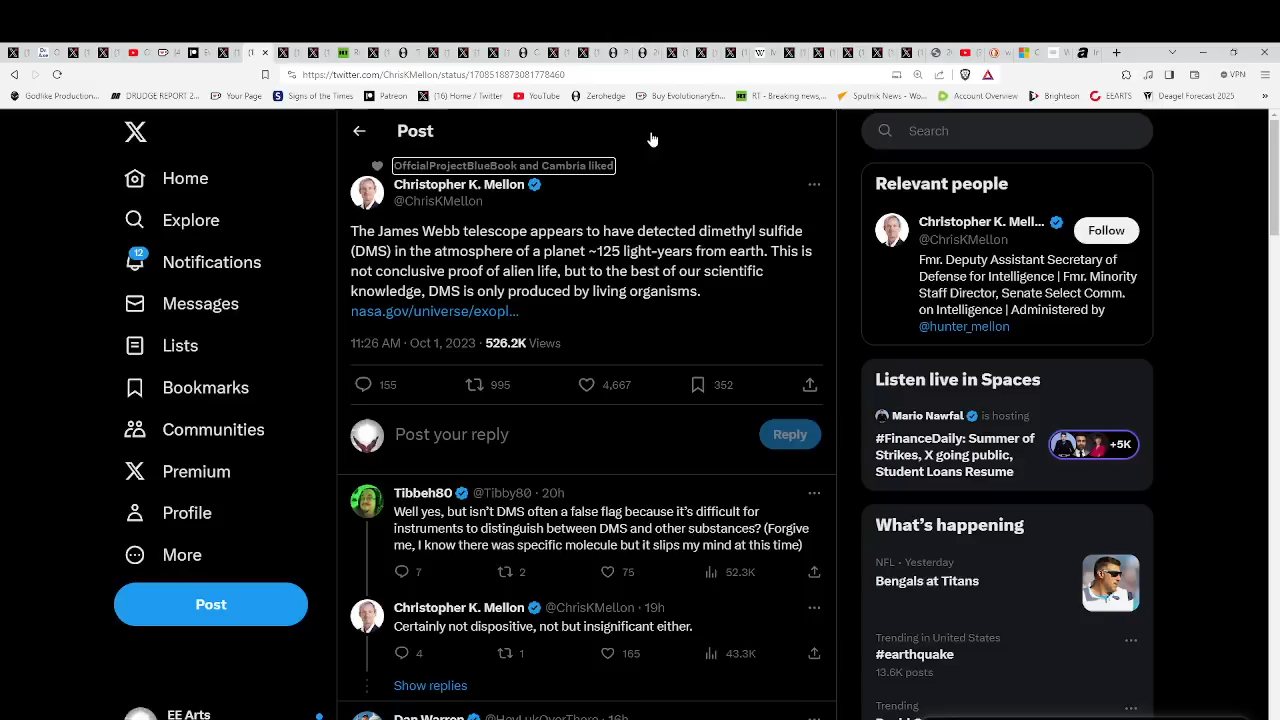 https://twitter.com/ChrisKMellon/status/1708518873081778460
VPN
Godlike Production...
DRUDGE REPORT 2...
Your Page
Signs of the Times
Patreon
(16) Home / Twitter
YouTube
Zerohedge
Buy EvolutionaryEn...
RT - Breaking news,...
Sputnik News - Wo...
Account Overview
Brighteon
EEARTS
Deagel Forecast 2025
Home
Explore
12
Notifications
Messages
Lists
Bookmarks
Communities
Premium
Profile
More
Post
EE Arts
Post
OffcialProjectBlueBook and Cambria liked
Christopher K. Mellon
@ChrisKMellon
The James Webb telescope appears to have detected dimethyl sulfide
(DMS) in the atmosphere of a planet ~125 light-years from earth. This is
not conclusive proof of alien life, but to the best of our scientific
knowledge, DMS is only produced by living organisms.
nasa.gov/universe/exopl...
11:26 AM · Oct 1, 2023 · 526.2K Views
155 995 4,667 352
Post your reply
Reply
Tibbeh80 @Tibby80 · 20h
Well yes, but isn't DMS often a false flag because it's difficult for
instruments to distinguish between DMS and other substances? (Forgive
me, I know there was specific molecule but it slips my mind at this time)
7 2 75 52.3K
Christopher K. Mellon @ChrisKMellon · 19h
Certainly not dispositive, not but insignificant either.
4 1 165 43.3K
Show replies
Dan Warren
16h
Search
Relevant people
Christopher K. Mell...
@ChrisKMellon
Follow
Fmr. Deputy Assistant Secretary of
Defense for Intelligence | Fmr. Minority
Staff Director, Senate Select Comm.
on Intelligence | Administered by
@hunter_mellon
Listen live in Spaces
Mario Nawfal is hosting
#FinanceDaily: Summer of
Strikes, X going public,
Student Loans Resume
+5K
What's happening
NFL · Yesterday
Bengals at Titans
Trending in United States
#earthquake
13.6K posts
Trending